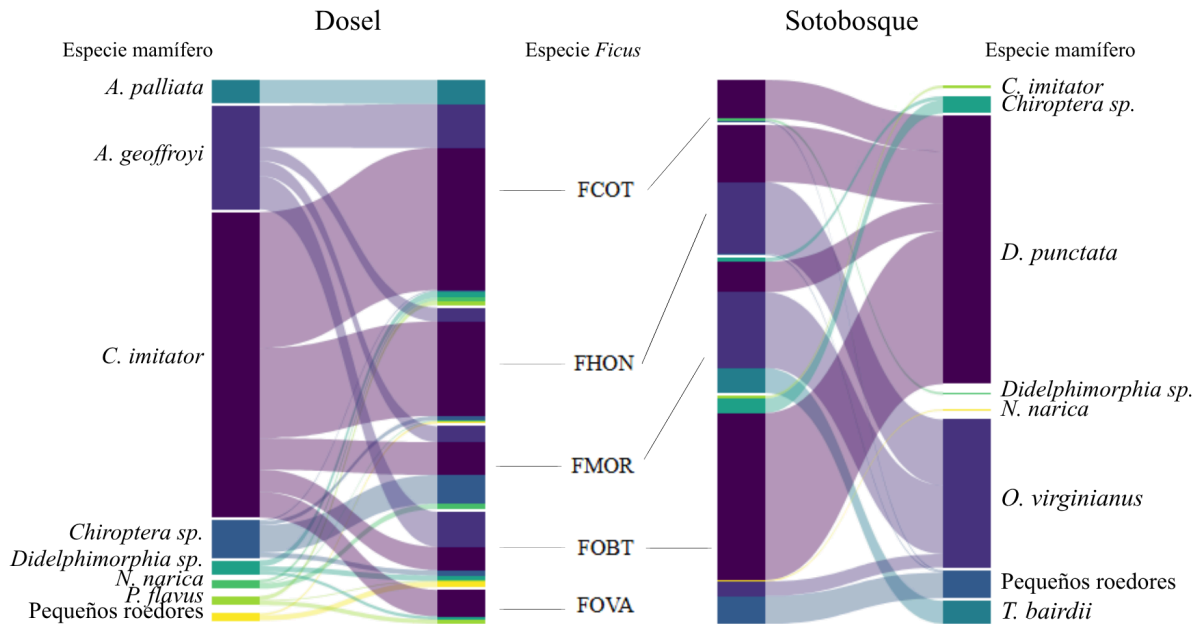 Dosel
Sotobosque
Especie mamífero
Especie Ficus
Especie mamífero
A. palliata
A. geoffroyi
C. imitator
Chiroptera sp.
Didelphimorphia sp.
N. narica
P. flavus
Pequeños roedores
FCOT
FHON
FMOR
FOBT
FOVA
C. imitator
Chiroptera sp.
D. punctata
Didelphimorphia sp.
N. narica
O. virginianus
Pequeños roedores
T. bairdii